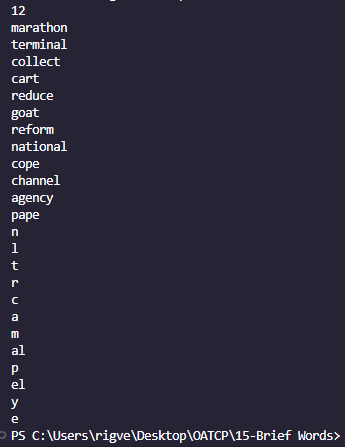 12
marathon
terminal
collect
cart
reduce
goat
reform
national
cope
channel
agency
pape
n
l
t
r
c
a
m
al
p
el
y
e
PS C:\Users\rigve\Desktop\OATCP\15-Brief Words>